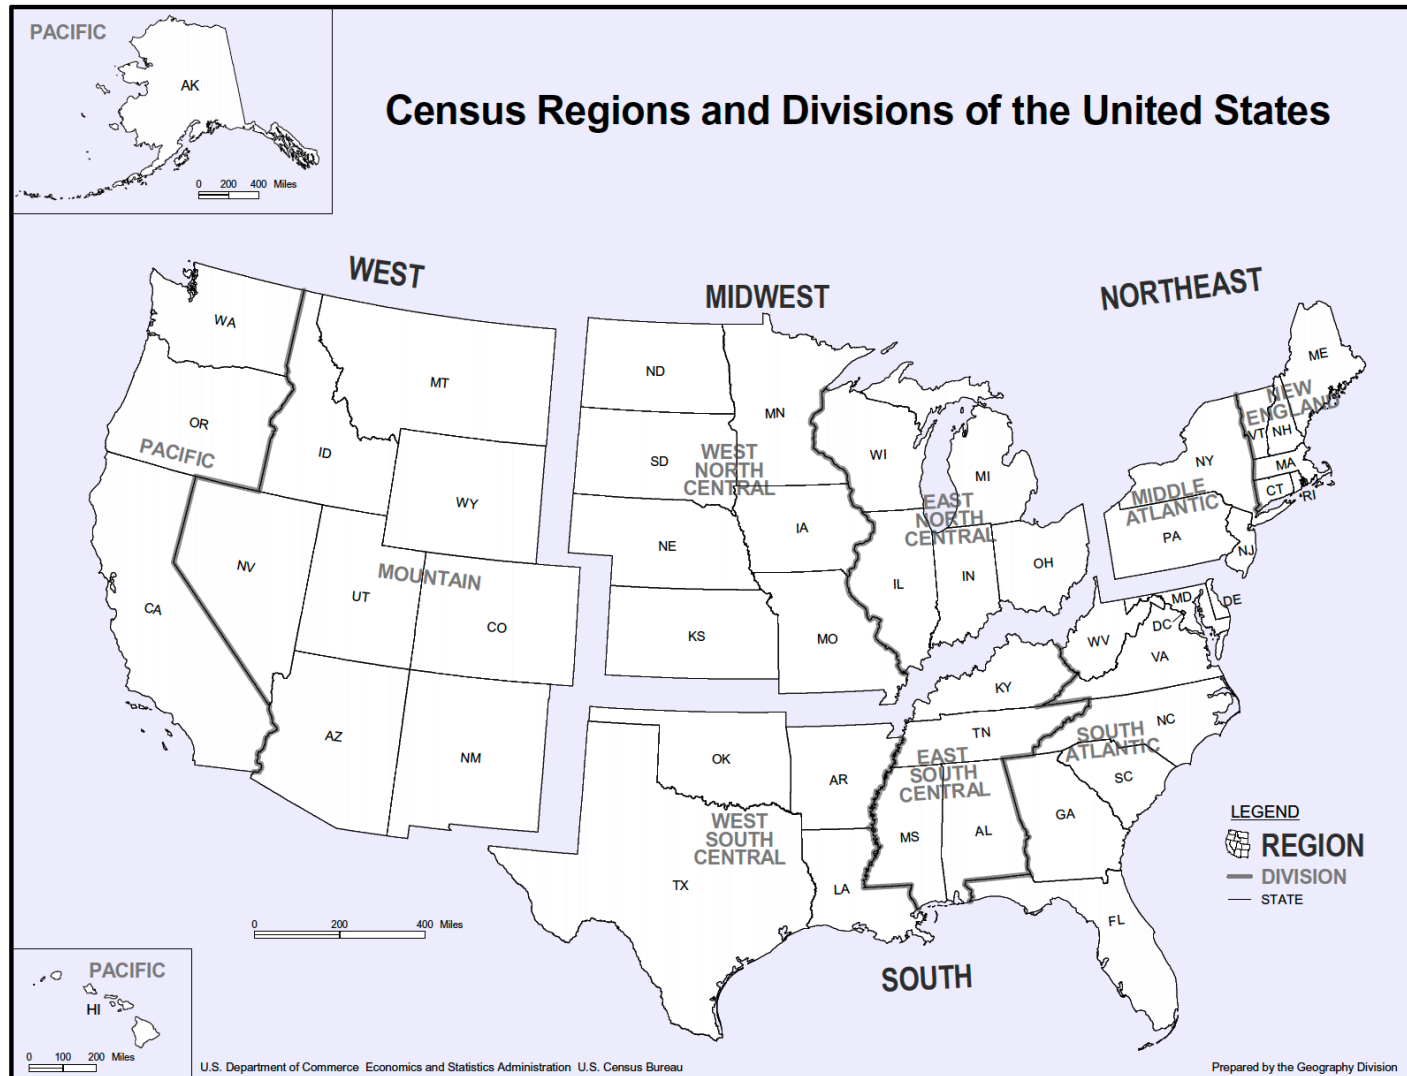 PACIFIC
AK
0 200 400 Miles
Census Regions and Divisions of the United States
WEST
MIDWEST
NORTHEAST
WA
MT
ND
MN
ME
OR
PACIFIC
ID
SD
WEST
NORTH
CENTRAL
WI
MI
NY
NEW
ENGLAND
VT
NH
MA
CT
RI
MIDDLE
ATLANTIC
WY
IA
EAST
NORTH
CENTRAL
PA
NJ
NV
NE
OH
MOUNTAIN
UT
IL
IN
CA
CO
KS
MO
MD
DE
DC
WV
VA
KY
AZ
NM
OK
AR
TN
NC
SOUTH
ATLANTIC
EAST
SOUTH
CENTRAL
SC
WEST
SOUTH
CENTRAL
MS
AL
GA
TX
LA
FL
LEGEND
REGION
DIVISION
STATE
0 200 400 Miles
SOUTH
PACIFIC
HI
0 100 200 Miles
U.S. Department of Commerce Economics and Statistics Administration U.S. Census Bureau
Prepared by the Geography Division